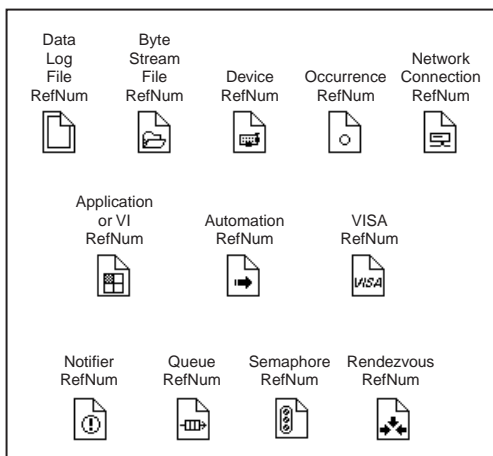 Data Log File RefNum
Byte Stream File RefNum
Device RefNum
Occurrence RefNum
Network Connection RefNum
Application or VI RefNum
Automation RefNum
VISA RefNum
VISA
Notifier RefNum
Queue RefNum
Semaphore RefNum
Rendezvous RefNum